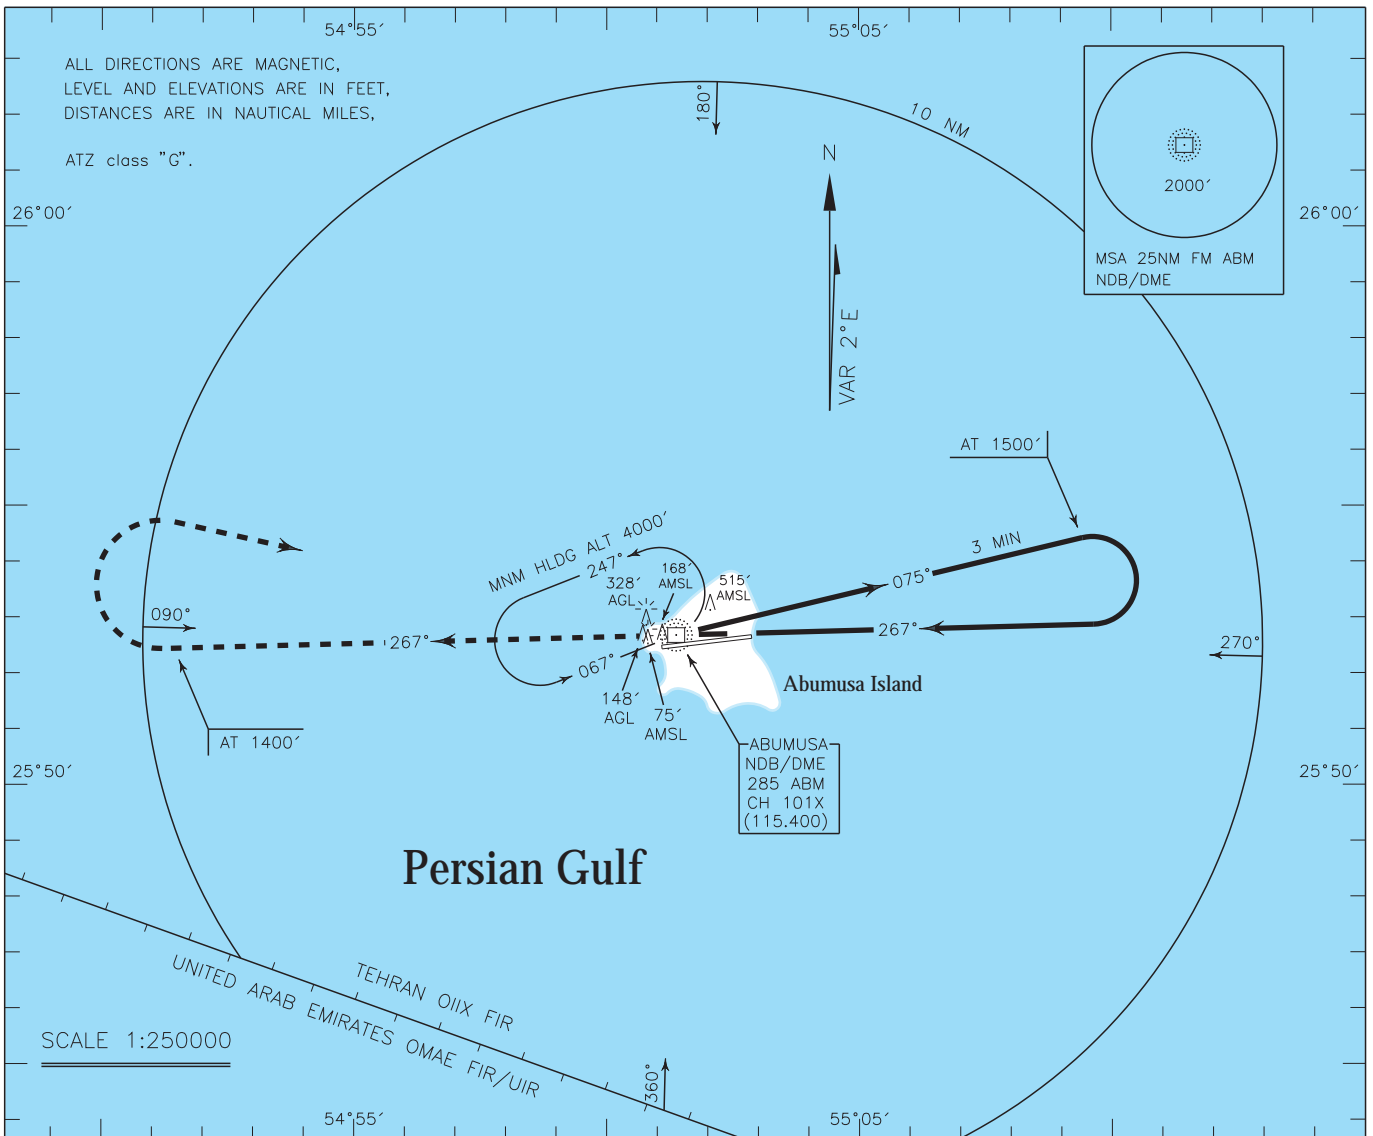 54°55′
55°05′
ALL DIRECTIONS ARE MAGNETIC,
LEVEL AND ELEVATIONS ARE IN FEET,
DISTANCES ARE IN NAUTICAL MILES,
ATZ class "G".
180°
10 NM
N
VAR 2°E
2000′
MSA 25NM FM ABM
NDB/DME
26°00′
26°00′
AT 1500′
3 MIN
075°
267°
MNM HLDG ALT 4000′
247°
328′
AGL
168′
AMSL
515′
AMSL
090°
267°
067°
270°
148′
AGL
75′
AMSL
Abumusa Island
AT 1400′
ABUMUSA
NDB/DME
285 ABM
CH 101X
(115.400)
25°50′
25°50′
Persian Gulf
TEHRAN OIIX FIR
UNITED ARAB EMIRATES OMAE FIR/UIR
SCALE 1:250000
360°
54°55′
55°05′